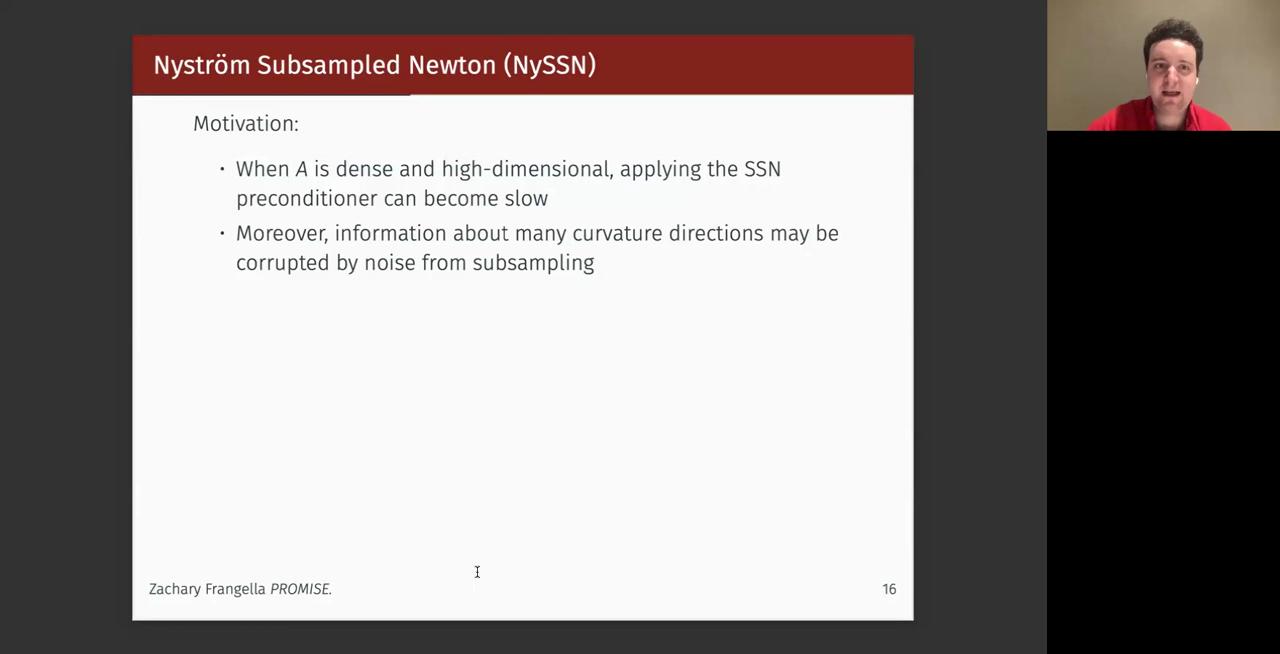 Nyström Subsampled Newton (NySSN)
Motivation:
· When A is dense and high-dimensional, applying the SSN
preconditioner can become slow
· Moreover, information about many curvature directions may be
corrupted by noise from subsampling
Zachary Frangella PROMISE.
16